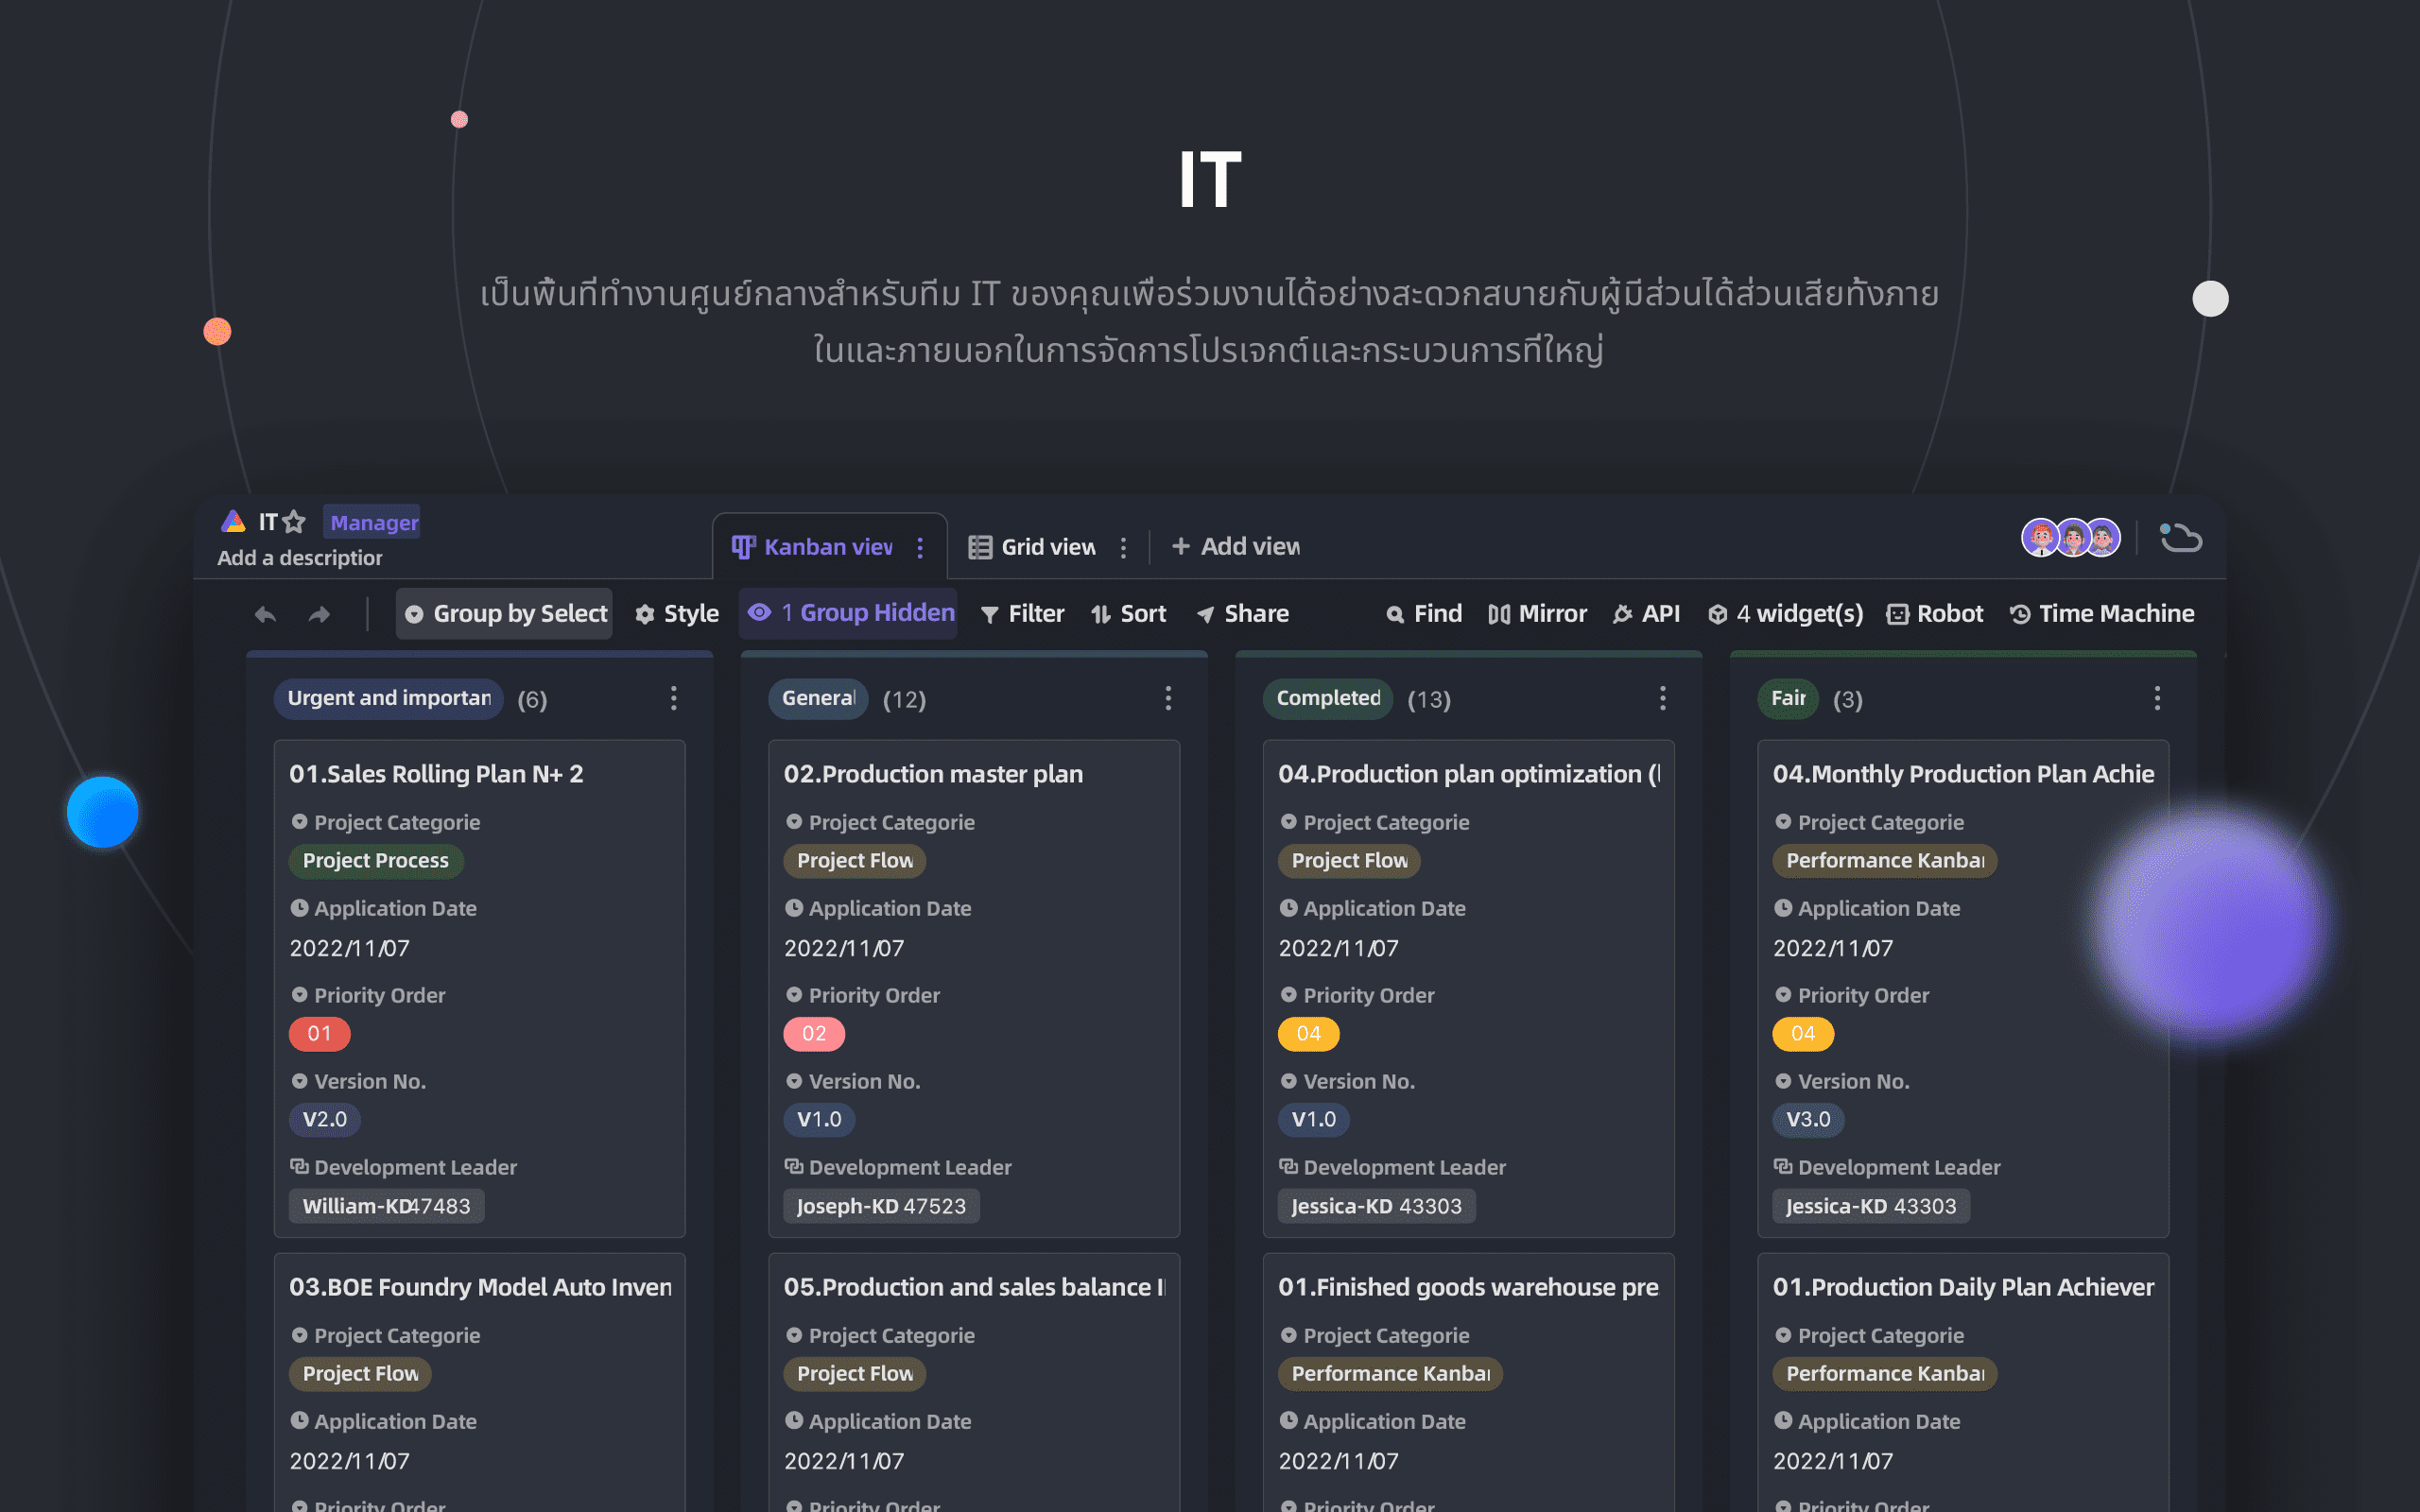 IT
เป็นพื้นที่ทำงานศูนย์กลางสำหรับทีม IT ของคุณเพื่อร่วมงานได้อย่างสะดวกสบายกับผู้มีส่วนได้ส่วนเสียทั้งภาย
ในและภายนอกในการจัดการโปรเจกต์และกระบวนการที่ใหญ่
IT Manager
Add a description
Kanban view Grid view + Add view
Group by Select Style 1 Group Hidden Filter Sort Share Find Mirror API 4 widget(s) Robot Time Machine
Urgent and importan (6)
01.Sales Rolling Plan N+ 2
Project Categorie
Project Process
Application Date
2022/11/07
Priority Order
01
Version No.
V2.0
Development Leader
William-KD47483
03.BOE Foundry Model Auto Inven
Project Categorie
Project Flow
Application Date
2022/11/07
Priority Order
General (12)
02.Production master plan
Project Categorie
Project Flow
Application Date
2022/11/07
Priority Order
02
Version No.
V1.0
Development Leader
Joseph-KD 47523
05.Production and sales balance
Project Categorie
Project Flow
Application Date
2022/11/07
Priority Order
Completed (13)
04.Production plan optimization (
Project Categorie
Project Flow
Application Date
2022/11/07
Priority Order
04
Version No.
V1.0
Development Leader
Jessica-KD 43303
01.Finished goods warehouse pre
Project Categorie
Performance Kanban
Application Date
2022/11/07
Priority Order
Fair (3)
04.Monthly Production Plan Achie
Project Categorie
Performance Kanban
Application Date
2022/11/07
Priority Order
04
Version No.
V3.0
Development Leader
Jessica-KD 43303
01.Production Daily Plan Achiever
Project Categorie
Performance Kanban
Application Date
2022/11/07
Priority Order